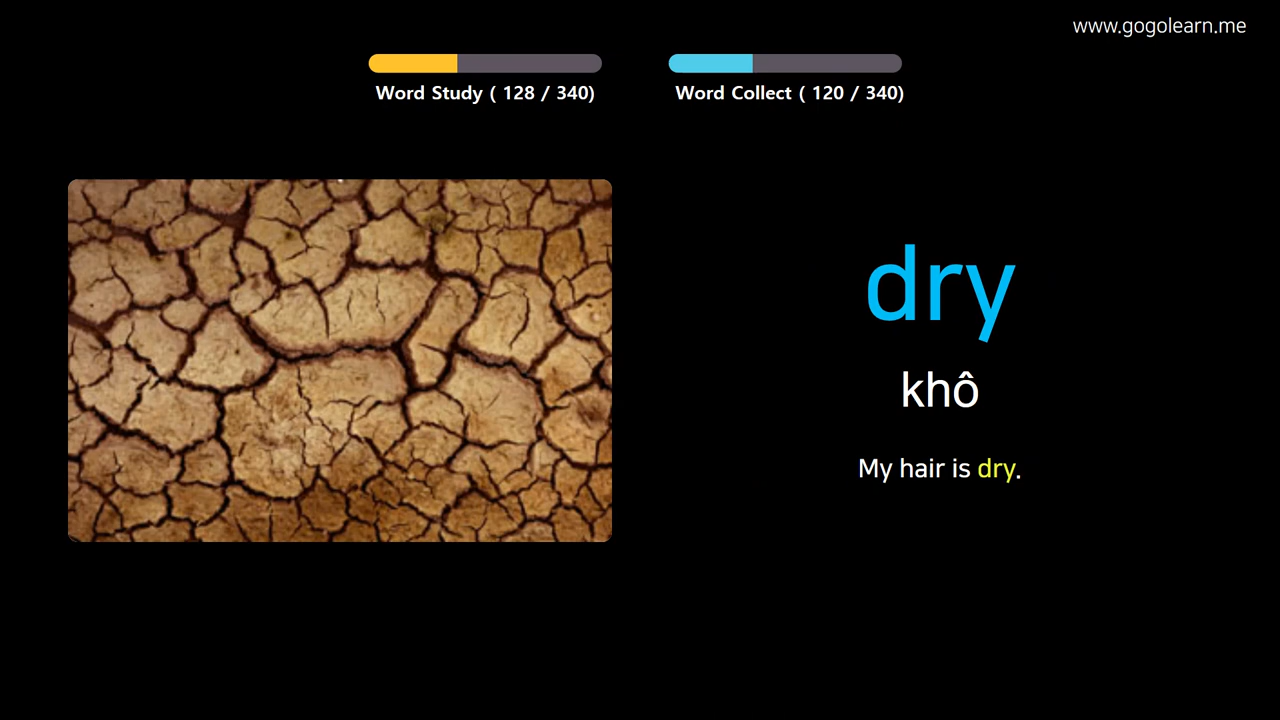 www.gogolearn.me
Word Study ( 128 / 340)
Word Collect ( 120 / 340)
dry
khô
My hair is dry.